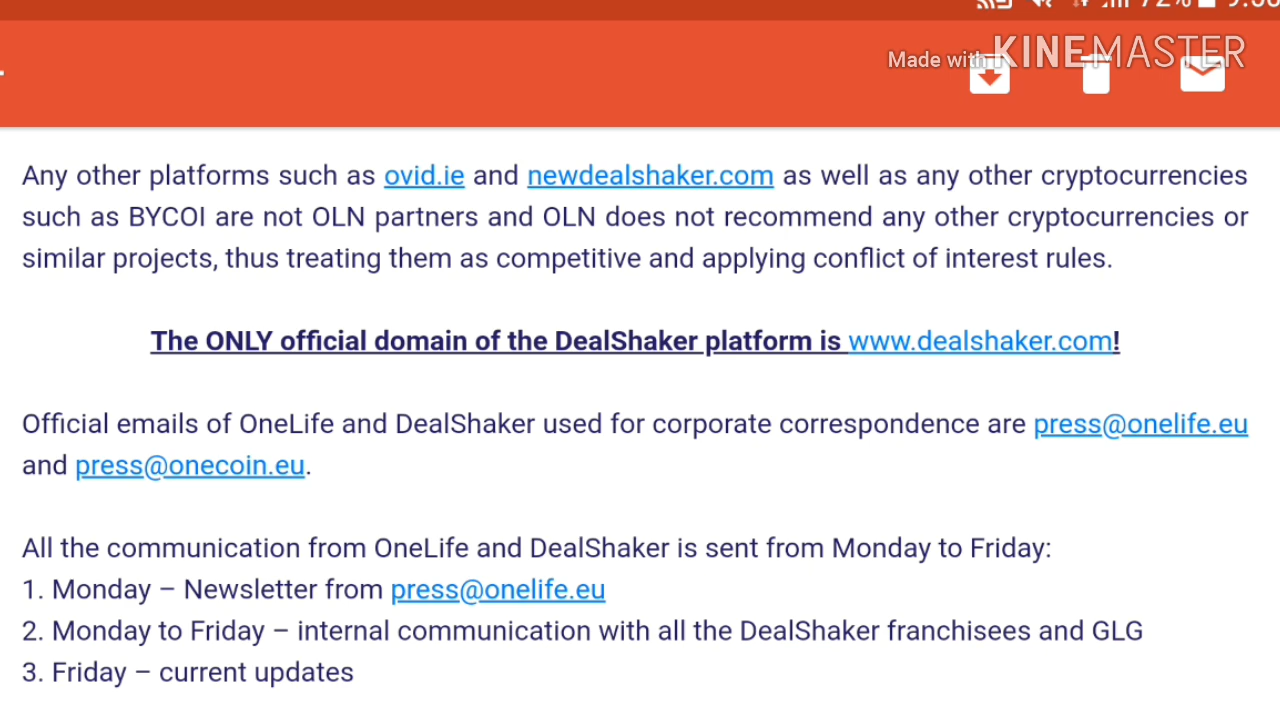 72%
Made with KINEMASTER
Any other platforms such as ovid.ie and newdealshaker.com as well as any other cryptocurrencies
such as BYCOI are not OLN partners and OLN does not recommend any other cryptocurrencies or
similar projects, thus treating them as competitive and applying conflict of interest rules.
The ONLY official domain of the DealShaker platform is www.dealshaker.com!
Official emails of OneLife and DealShaker used for corporate correspondence are press@onelife.eu
and press@onecoin.eu.
All the communication from OneLife and DealShaker is sent from Monday to Friday:
1. Monday – Newsletter from press@onelife.eu
2. Monday to Friday – internal communication with all the DealShaker franchisees and GLG
3. Friday – current updates